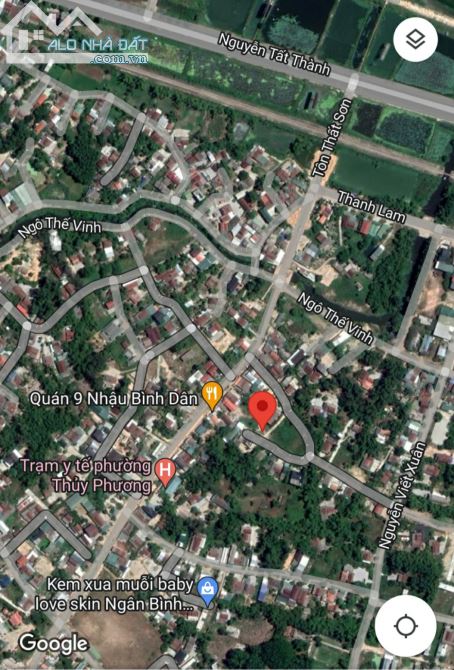 ALO NHÀ ĐẤT
.com.vn
Nguyễn Tất Thành
Tôn Thất Sơn
Thanh Lam
Ngô Thế Vinh
Ngô Thế Vinh
Quán 9 Nhậu Bình Dân
Trạm y tế phường
Thủy Phương
H
Nguyễn Viết Xuân
Kem xua muỗi baby
love skin Ngân Bình...
Google